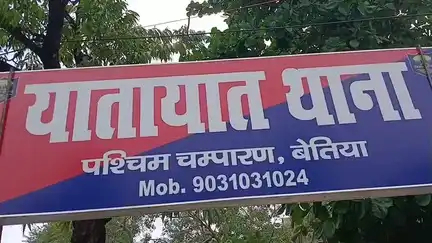 यातायात थाना
पश्चिम चम्पारण, बेतिया
Mob. 9031031024